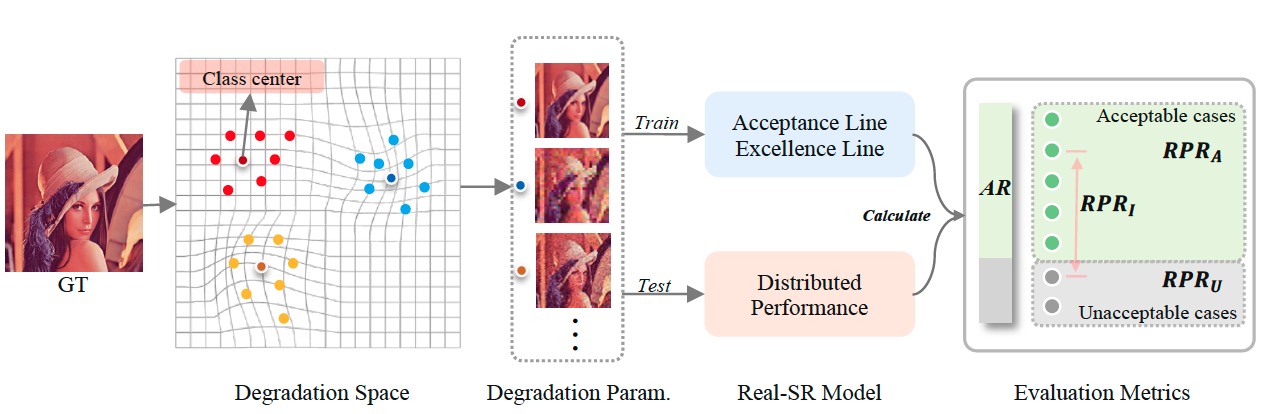 GT
Class center
Degradation Space
Degradation Param.
Train
Test
Acceptance Line
Excellence Line
Distributed
Performance
Real-SR Model
Calculate
AR
Acceptable cases
RPR_A
RPR_I
RPR_U
Unacceptable cases
Evaluation Metrics